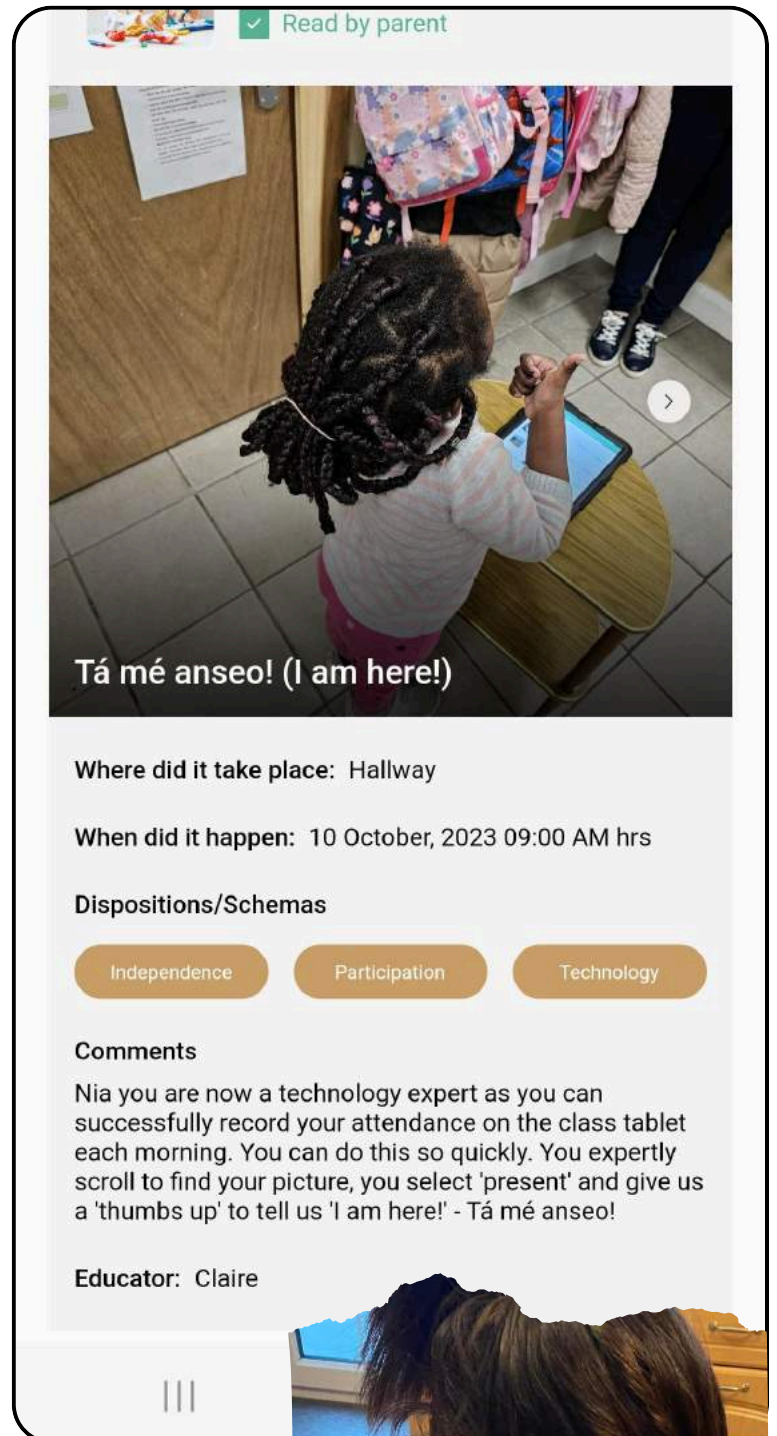 Read by parent
Tá mé anseo! (I am here!)
Where did it take place: Hallway
When did it happen: 10 October, 2023 09:00 AM hrs
Dispositions/Schemas
Independence Participation Technology
Comments
Nia you are now a technology expert as you can
successfully record your attendance on the class tablet
each morning. You can do this so quickly. You expertly
scroll to find your picture, you select 'present' and give us
a 'thumbs up' to tell us 'I am here!' - Tá mé anseo!
Educator: Claire